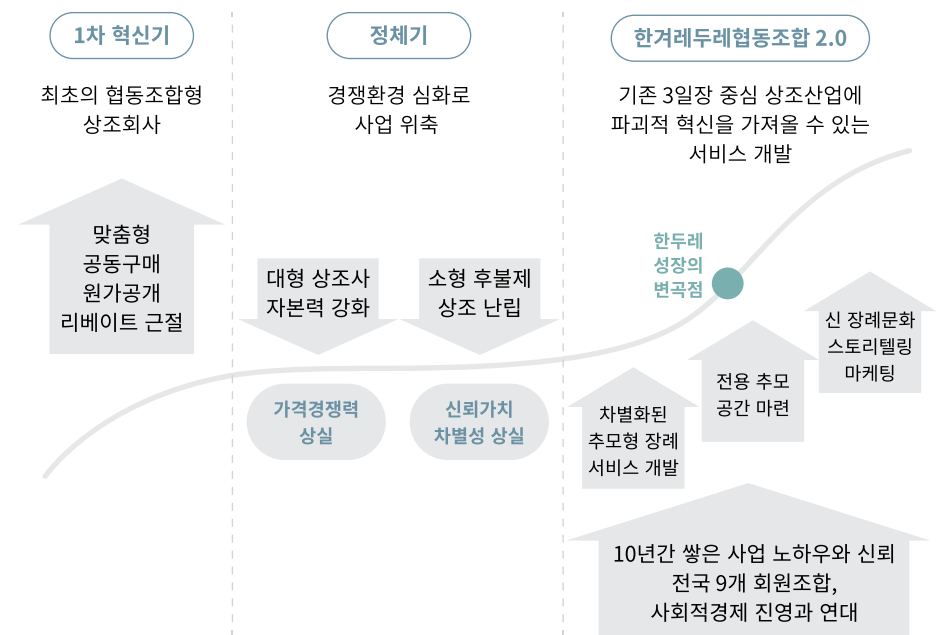 1차 혁신기
최초의 협동조합형
상조회사
맞춤형
공동구매
원가공개
리베이트 근절
정체기
경쟁환경 심화로
사업 위축
대형 상조사
자본력 강화
소형 후불제
상조 난립
가격경쟁력
상실
신뢰가치
차별성 상실
한겨레두레협동조합 2.0
기존 3일장 중심 상조산업에
파괴적 혁신을 가져올 수 있는
서비스 개발
한두레
성장의
변곡점
차별화된
추모형 장례
서비스 개발
전용 추모
공간 마련
신 장례문화
스토리텔링
마케팅
10년간 쌓은 사업 노하우와 신뢰
전국 9개 회원조합,
사회적경제 진영과 연대